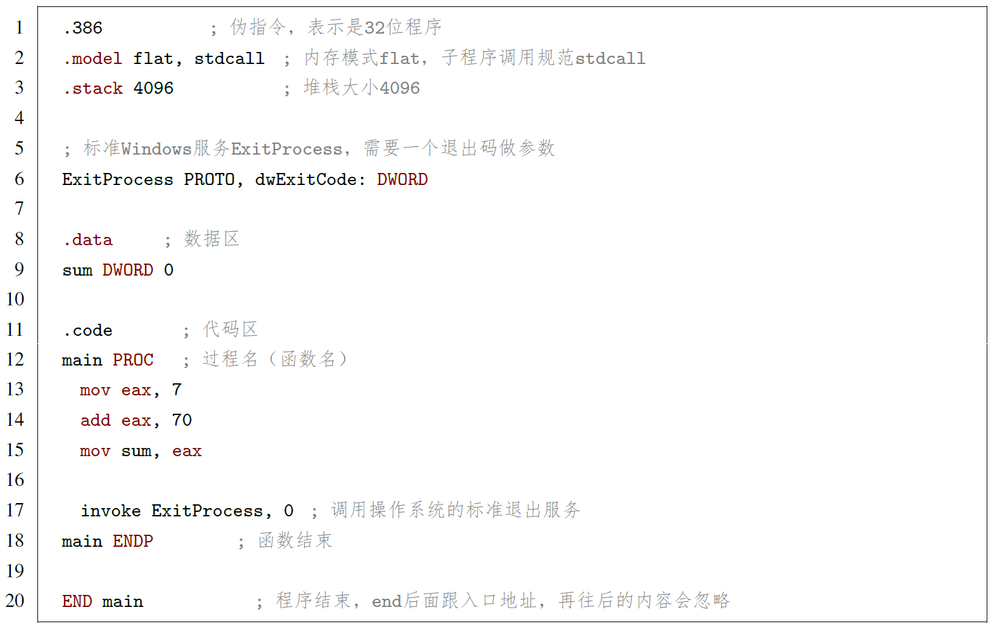 1 .386 ; 伪指令，表示是32位程序
2 .model flat, stdcall ; 内存模式flat，子程序调用规范stdcall
3 .stack 4096 ; 堆栈大小4096
4
5 ; 标准Windows服务ExitProcess，需要一个退出码做参数
6 ExitProcess PROTO, dwExitCode: DWORD
7
8 .data ; 数据区
9 sum DWORD 0
10
11 .code ; 代码区
12 main PROC ; 过程名（函数名）
13 mov eax, 7
14 add eax, 70
15 mov sum, eax
16
17 invoke ExitProcess, 0 ; 调用操作系统的标准退出服务
18 main ENDP ; 函数结束
19
20 END main ; 程序结束，end后面跟入口地址，再往后的内容会忽略